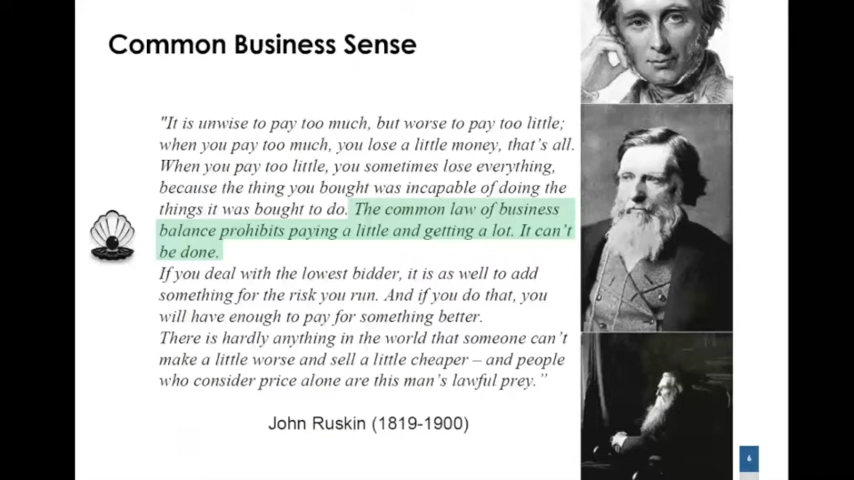 Common Business Sense
"It is unwise to pay too much, but worse to pay too little;
when you pay too much, you lose a little money, that's all.
When you pay too little, you sometimes lose everything,
because the thing you bought was incapable of doing the
things it was bought to do. The common law of business
balance prohibits paying a little and getting a lot. It can't
be done.
If you deal with the lowest bidder, it is as well to add
something for the risk you run. And if you do that, you
will have enough to pay for something better.
There is hardly anything in the world that someone can't
make a little worse and sell a little cheaper – and people
who consider price alone are this man's lawful prey."
John Ruskin (1819-1900)
6